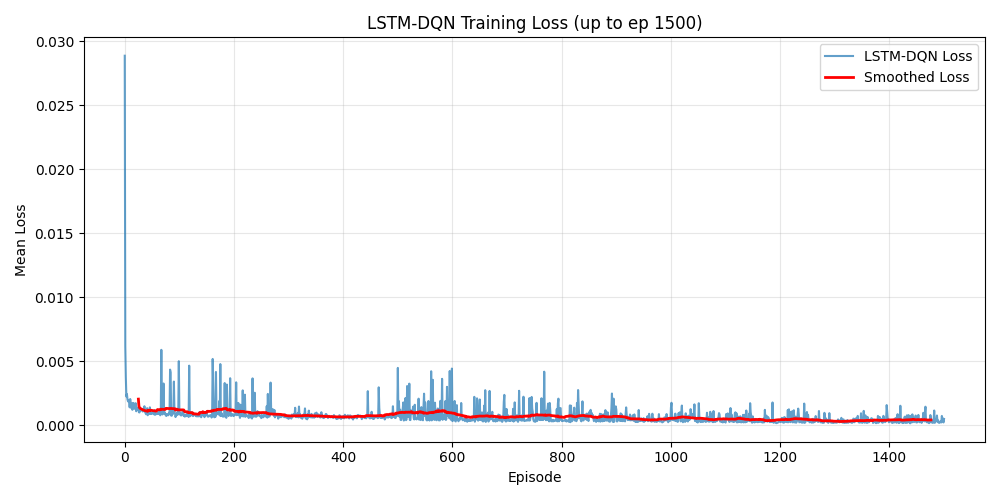 LSTM-DQN Training Loss (up to ep 1500)
LSTM-DQN Loss
Smoothed Loss
Mean Loss
0.030
0.025
0.020
0.015
0.010
0.005
0.000
0 200 400 600 800 1000 1200 1400
Episode